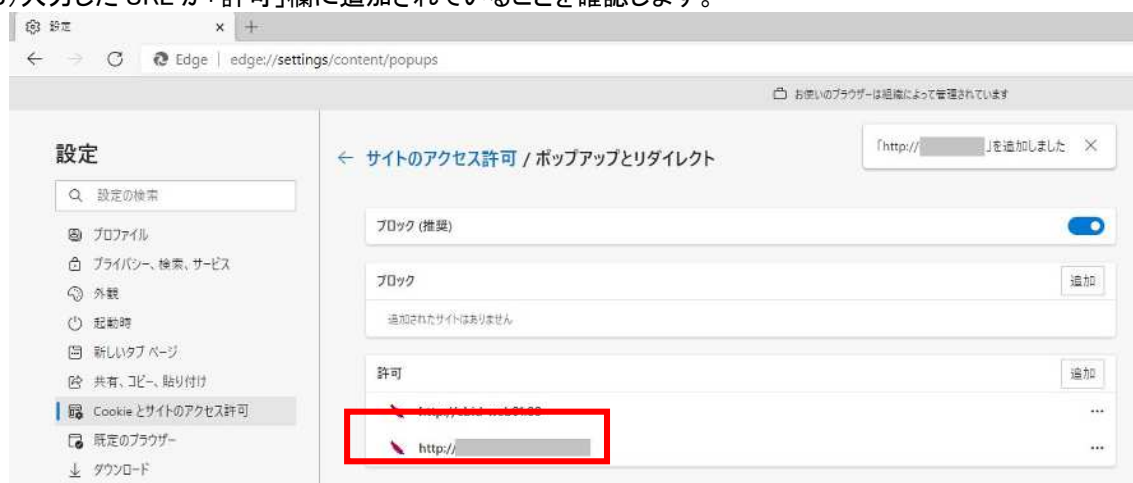 入力した URL が「許可」欄に追加されていることを確認します。
設定
Edge | edge://settings/content/popups
お使いのブラウザーは組織によって管理されています
設定
← サイトのアクセス許可 / ポップアップとリダイレクト
「http:// 」を追加しました
設定の検索
プロファイル
プライバシー、検索、サービス
外観
起動時
新しいタブ ページ
共有、コピー、貼り付け
Cookie とサイトのアクセス許可
既定のブラウザー
ダウンロード
ブロック (推奨)
ブロック
追加
追加されたサイトはありません
許可
追加
http://